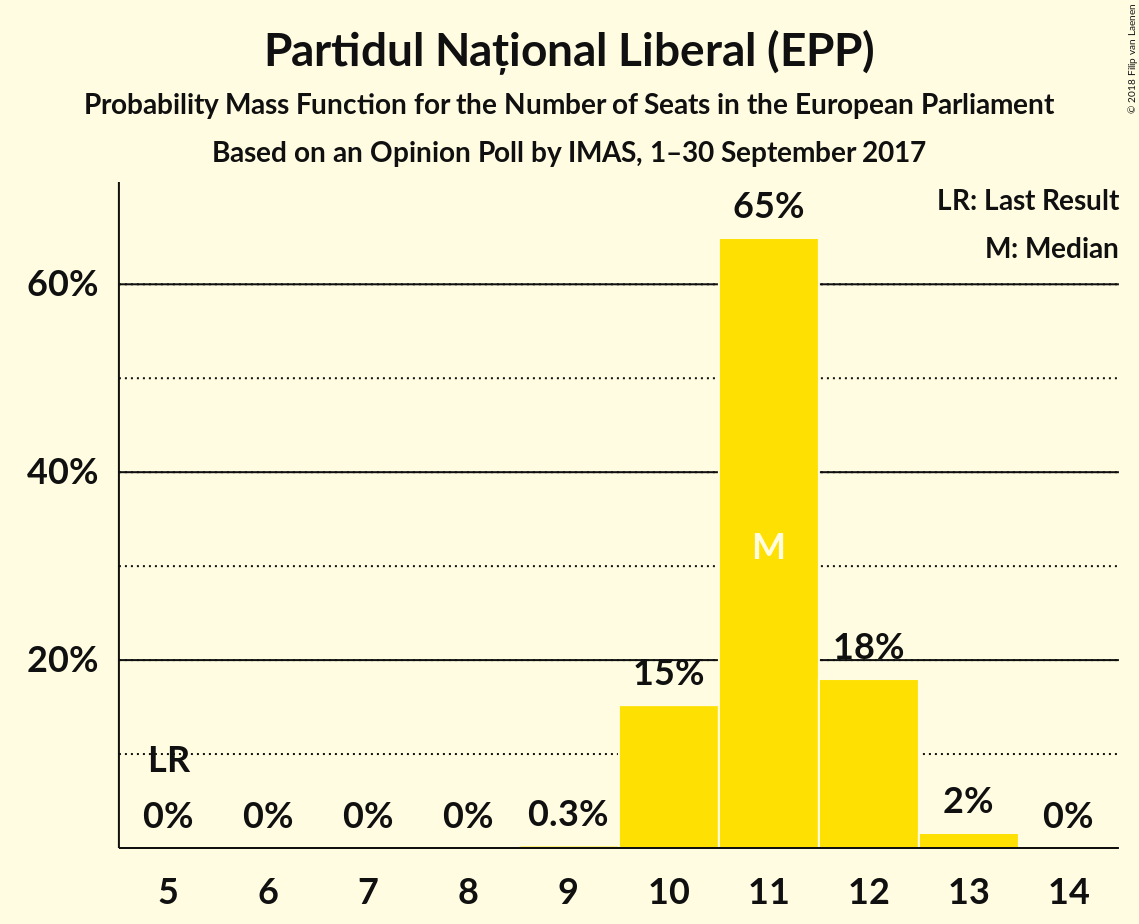 Partidul Național Liberal (EPP)
Probability Mass Function for the Number of Seats in the European Parliament
Based on an Opinion Poll by IMAS, 1–30 September 2017
© 2018 Filip van Laenen
LR: Last Result
M: Median
65%
60%
40%
M
20%
18%
15%
LR
0% 0% 0% 0% 0.3% 2% 0%
5 6 7 8 9 10 11 12 13 14